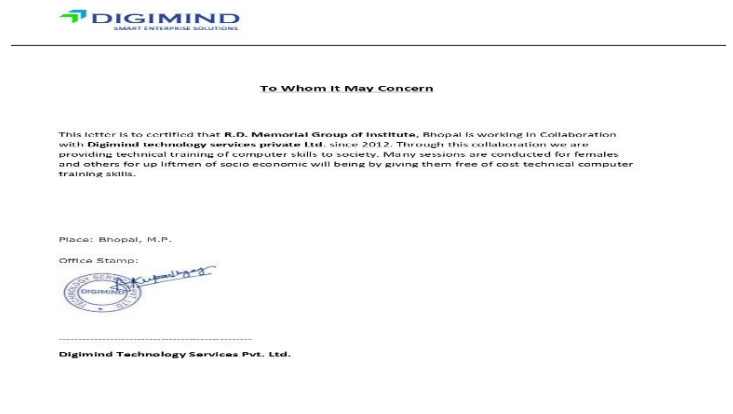 DIGIMIND
SMART ENTERPRISE SOLUTIONS
To Whom It May Concern
This letter is to certified that R.D. Memorial Group of Institute, Bhopal is working in Collaboration
with Digimind technology services private Ltd. since 2012. Through this collaboration we are
providing technical training of computer skills to society. Many sessions are conducted for females
and others for up liftmen of socio economic will being by giving them free of cost technical computer
training skills.
Place: Bhopal, M.P.
Office Stamp:
DIGIMIND
Digimind Technology Services Pvt. Ltd.